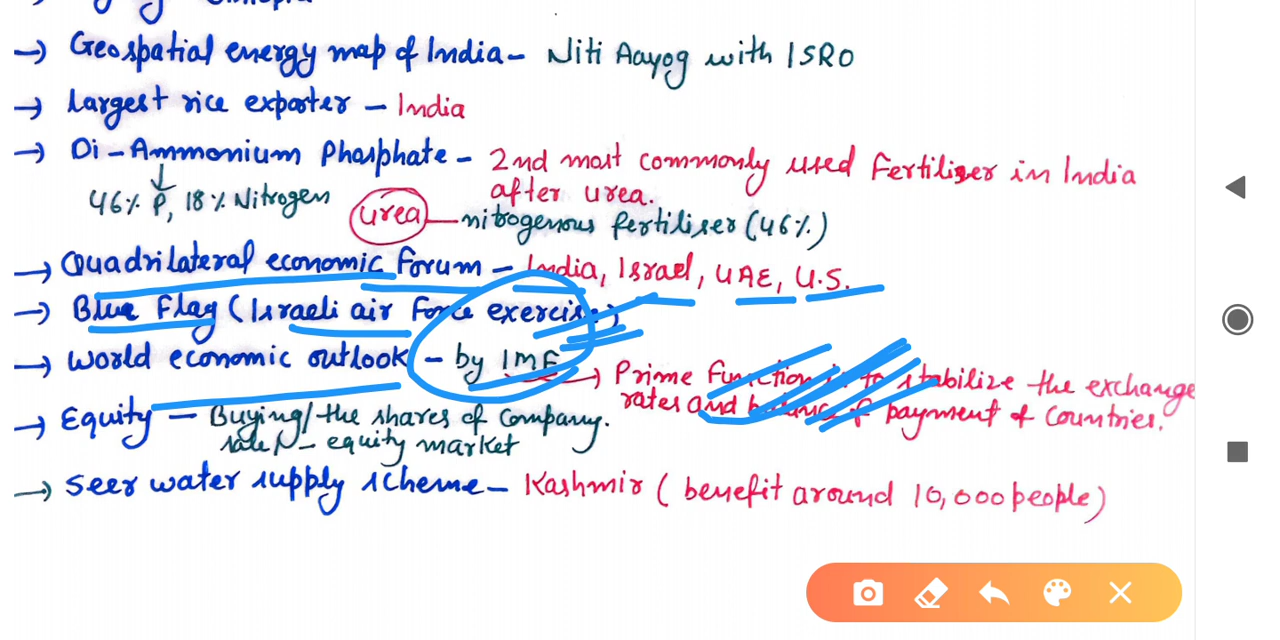 → Geospatial energy map of India - Niti Aayog with ISRO
→ Largest rice exporter - India
→ Di-Ammonium Phosphate - 2nd most commonly used Fertiliser in India
after urea.
46% P, 18% Nitrogen
urea - nitrogenous fertiliser (46%)
→ Quadrilateral economic forum - India, Israel, UAE, U.S.
→ Blue Flag (Israeli air force exercise)
→ World economic outlook - by IMF → Prime function is to stabilize the exchange
rates and balance of payment of countries.
→ Equity - Buying/ the shares of company.
sale - equity market
→ Seer water supply scheme - Kashmir (benefit around 10,000 people)